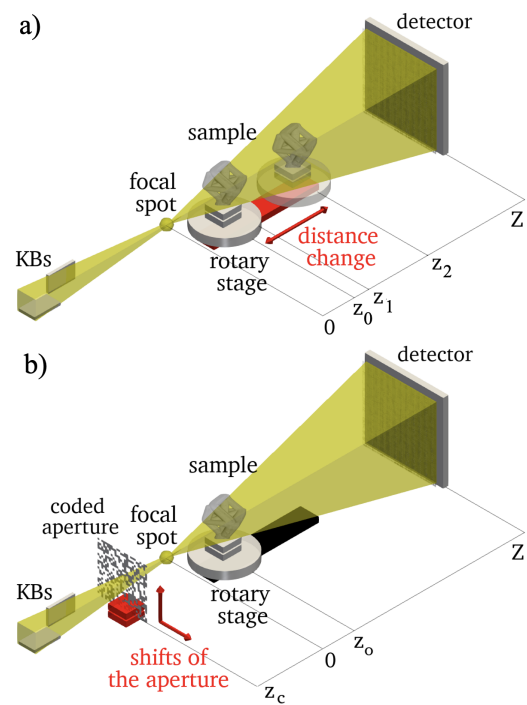 a)
detector
sample
focal
spot
KBs
distance
change
rotary
stage
Z
z2
z1
z0
0
b)
detector
sample
coded
aperture
focal
spot
KBs
rotary
stage
shifts of
the aperture
Z
zo
0
zc